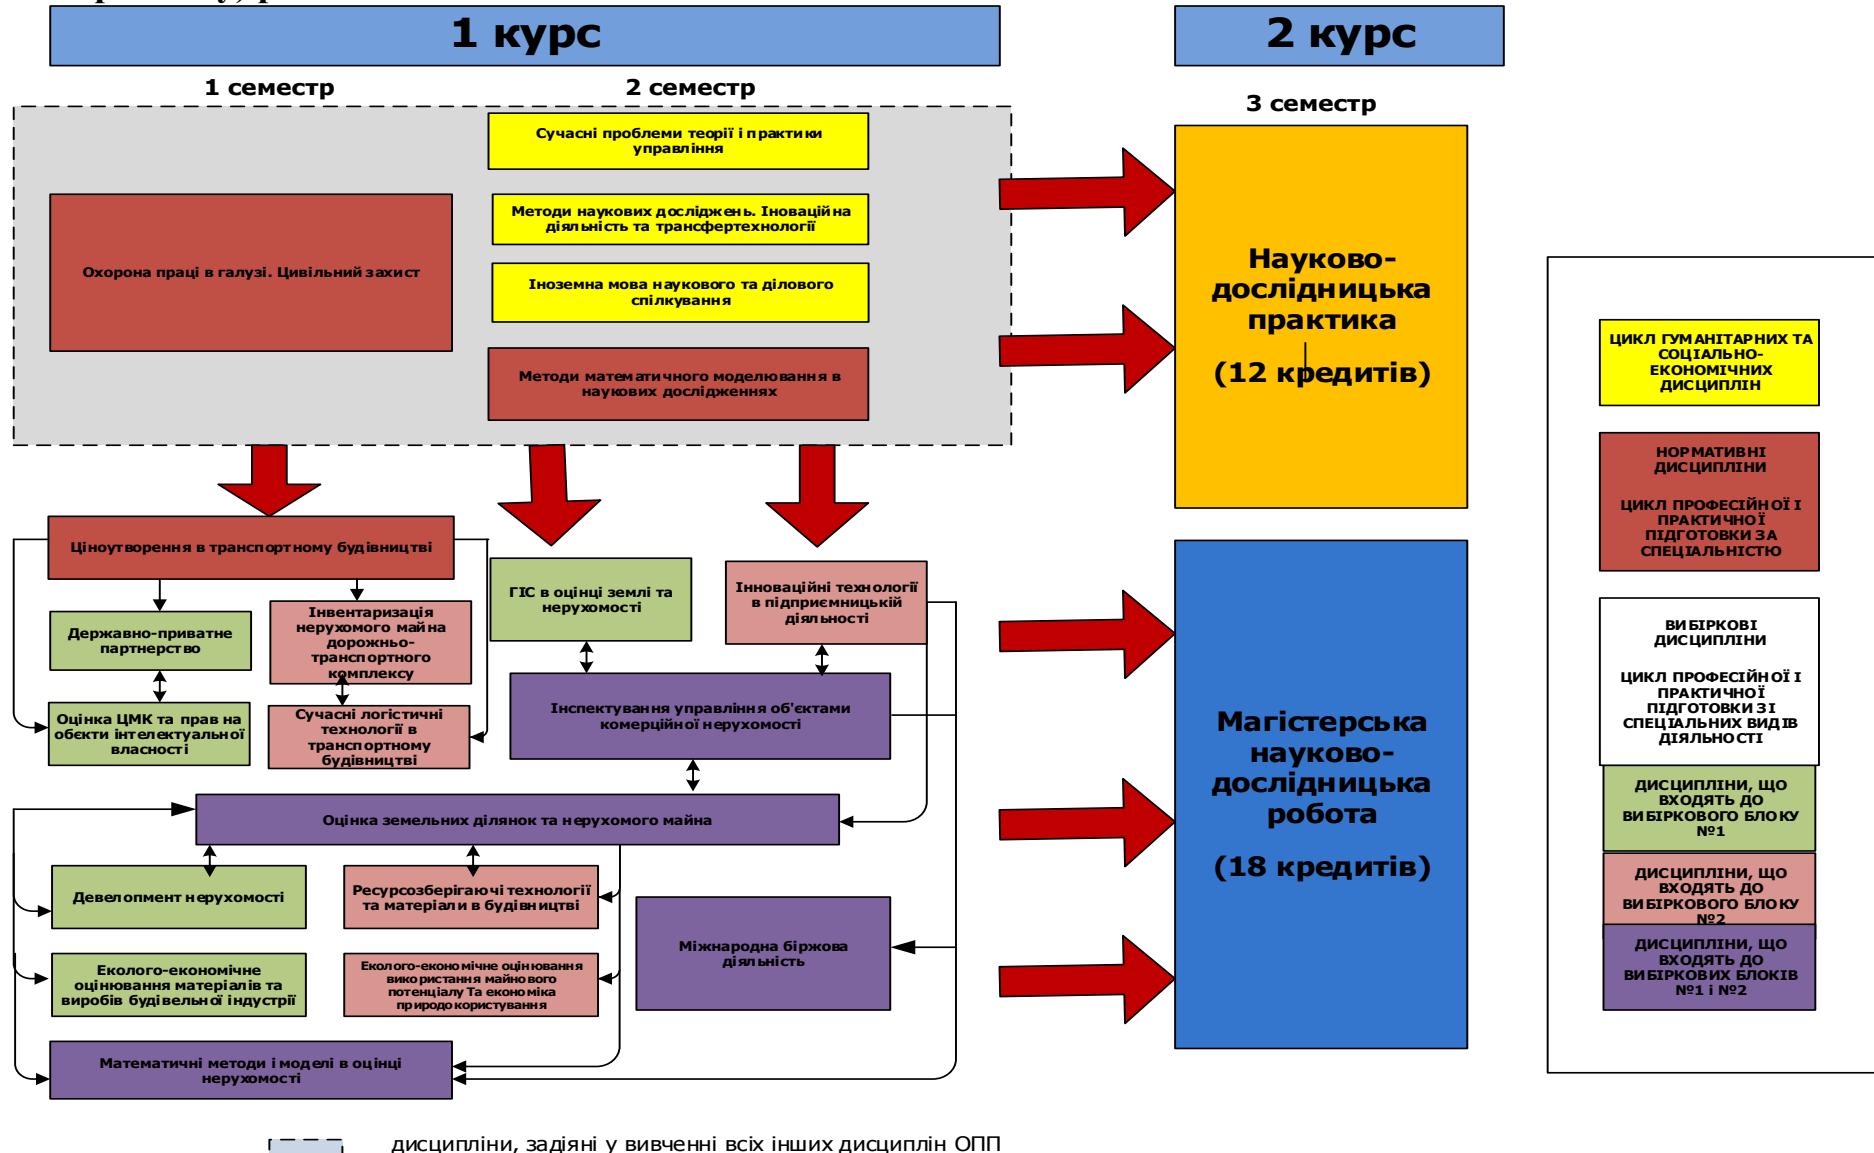 1 курс
2 курс
1 семестр
2 семестр
3 семестр
Сучасні проблеми теорії і практики
управління
Методи наукових досліджень. Іноваційна
діяльність та трансфертехнології
Охорона праці в галузі. Цивільний захист
Іноземна мова наукового та ділового
спілкування
Методи математичного моделювання в
наукових дослідженнях
Науково-
дослідницька
практика
(12 кредитів)
Ціноутворення в транспортному будівництві
ГІС в оцінці землі та
нерухомості
Інноваційні технології
в підприємницькій
діяльності
Державно-приватне
партнерство
Інвентаризація
нерухомого майна
дорожньо-
транспортного
комплексу
Оцінка ЦМК та прав на
обєкти інтелектуальної
власності
Сучасні логістичні
технології в
транспортному
будівництві
Інспектування управління об'єктами
комерційної нерухомості
Оцінка земельних ділянок та нерухомого майна
Девелопмент нерухомості
Ресурсозберігаючі технології
та матеріали в будівництві
Еколого-економічне
оцінювання матеріалів та
виробів будівельної індустрії
Еколого-економічне оцінювання
використання майнового
потенціалу Та економіка
природокористування
Міжнародна біржова
діяльність
Математичні методи і моделі в оцінці
нерухомості
Магістерська
науково-
дослідницька
робота
(18 кредитів)
ЦИКЛ ГУМАНІТАРНИХ ТА
СОЦІАЛЬНО-
ЕКОНОМІЧНИХ
ДИСЦИПЛІН
НОРМАТИВНІ
ДИСЦИПЛІНИ
ЦИКЛ ПРОФЕСІЙНОЇ І
ПРАКТИЧНОЇ
ПІДГОТОВКИ ЗА
СПЕЦІАЛЬНІСТЮ
ВИБІРКОВІ
ДИСЦИПЛІНИ
ЦИКЛ ПРОФЕСІЙНОЇ І
ПРАКТИЧНОЇ
ПІДГОТОВКИ ЗІ
СПЕЦІАЛЬНИХ ВИДІВ
ДІЯЛЬНОСТІ
ДИСЦИПЛІНИ, ЩО
ВХОДЯТЬ ДО
ВИБІРКОВОГО БЛОКУ
№1
ДИСЦИПЛІНИ, ЩО
ВХОДЯТЬ ДО
ВИБІРКОВОГО БЛОКУ
№2
ДИСЦИПЛІНИ, ЩО
ВХОДЯТЬ ДО
ВИБІРКОВИХ БЛОКІВ
№1 і №2
дисципліни, задіяні у вивченні всіх інших дисциплін ОПП